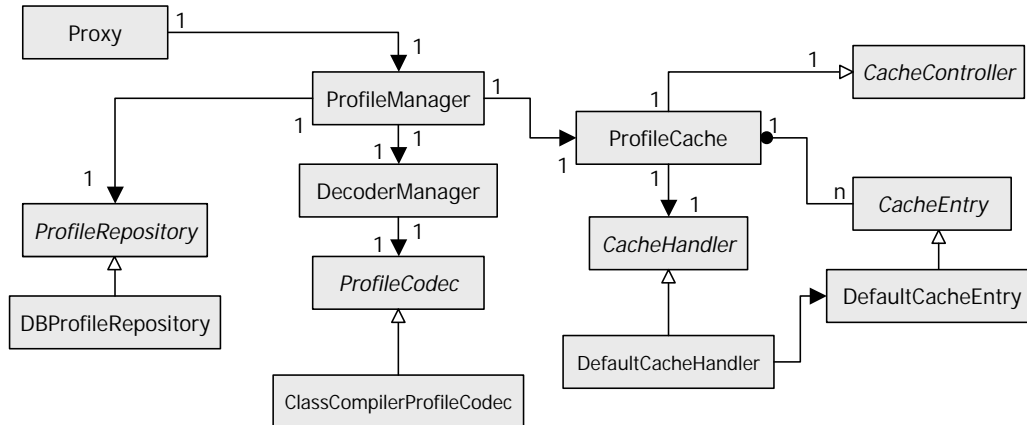 Proxy
1
1
ProfileManager
1
1
1
1
1
1
DecoderManager
1
1
1
ProfileRepository
DBProfileRepository
ProfileCodec
ClassCompilerProfileCodec
ProfileCache
1
1
CacheController
1
n
CacheEntry
1
1
CacheHandler
DefaultCacheEntry
DefaultCacheHandler